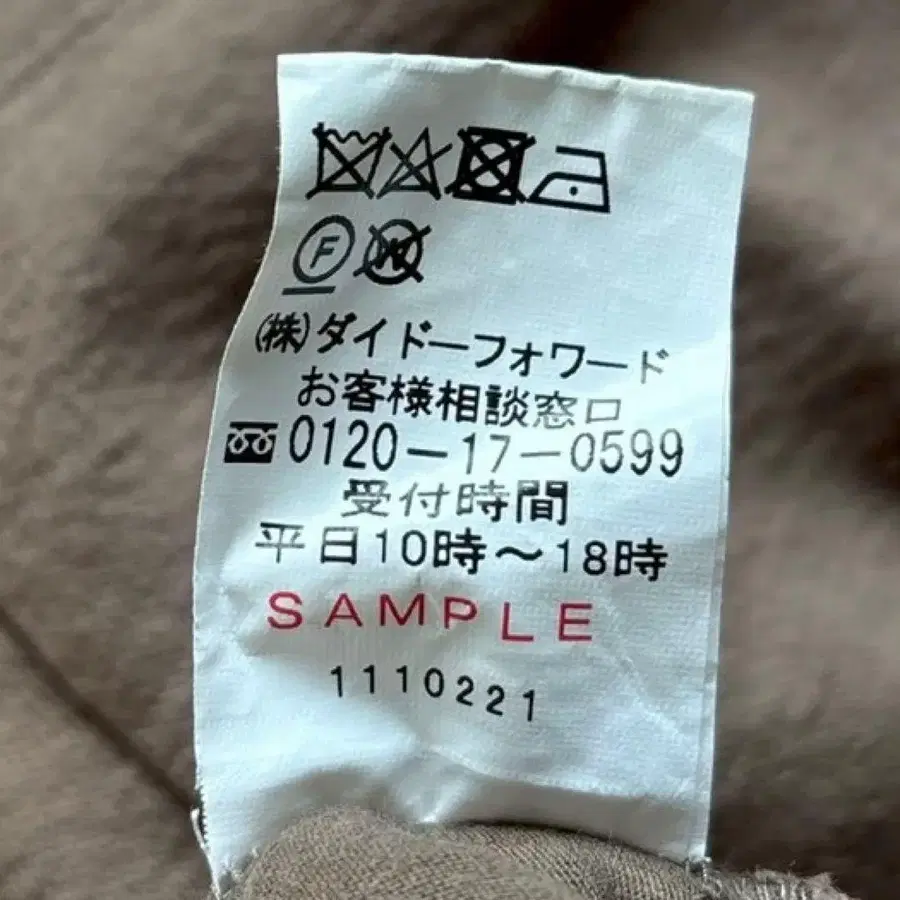 F W
(株)ダイドーフォワード
お客様相談窓口
0120-17-0599
受付時間
平日10時～18時
SAMPLE
1110221